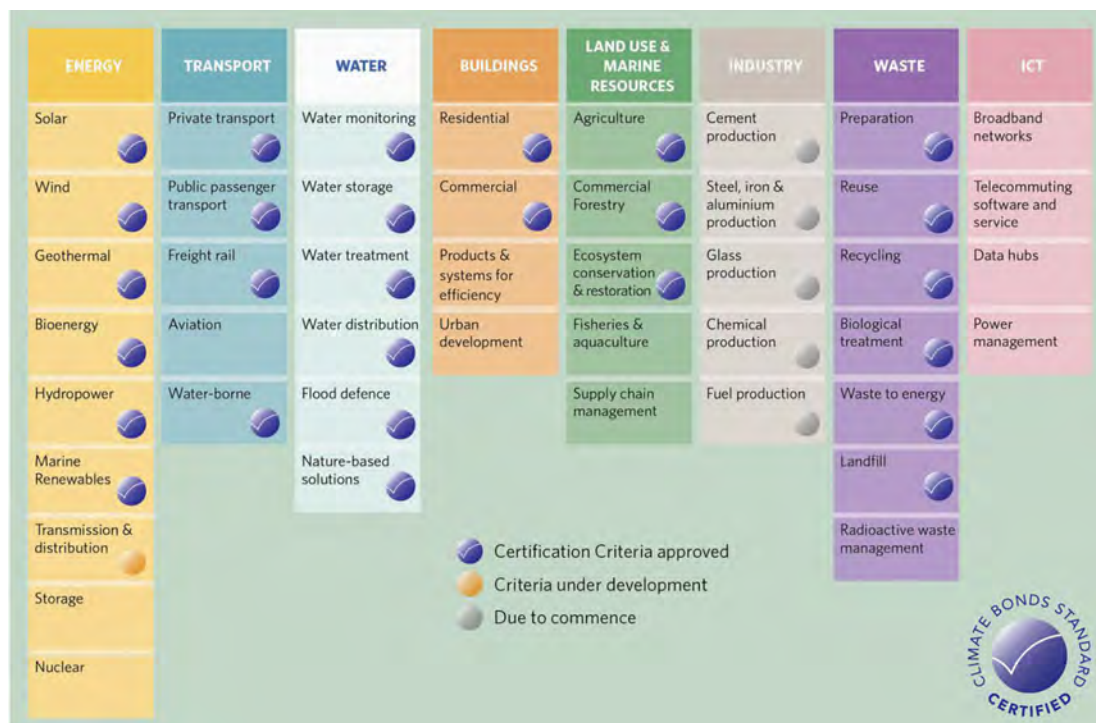 ENERGY
Solar
Wind
Geothermal
Bioenergy
Hydropower
Marine
Renewables
Transmission &
distribution
Storage
Nuclear
TRANSPORT
Private transport
Public passenger
transport
Freight rail
Aviation
Water-borne
WATER
Water monitoring
Water storage
Water treatment
Water distribution
Flood defence
Nature-based
solutions
BUILDINGS
Residential
Commercial
Products &
systems for
efficiency
Urban
development
LAND USE &
MARINE
RESOURCES
Agriculture
Commercial
Forestry
Ecosystem
conservation
& restoration
Fisheries &
aquaculture
Supply chain
management
INDUSTRY
Cement
production
Steel, iron &
aluminium
production
Glass
production
Chemical
production
Fuel production
WASTE
Preparation
Reuse
Recycling
Biological
treatment
Waste to energy
Landfill
Radioactive waste
management
ICT
Broadband
networks
Telecommuting
software and
service
Data hubs
Power
management
Certification Criteria approved
Criteria under development
Due to commence
CLIMATE BONDS STANDARD
CERTIFIED